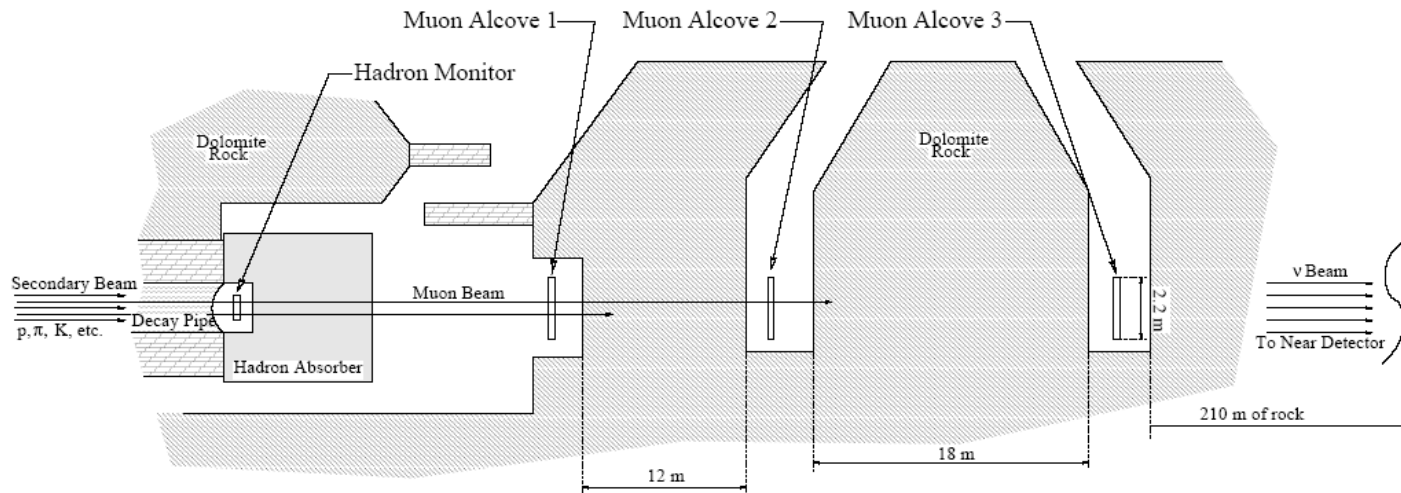 Muon Alcove 1
Muon Alcove 2
Muon Alcove 3
Hadron Monitor
Dolomite
Rock
Dolomite
Rock
Secondary Beam
p,π, K, etc.
Decay Pipe
Hadron Absorber
Muon Beam
2.2 m
ν Beam
To Near Detector
210 m of rock
12 m
18 m